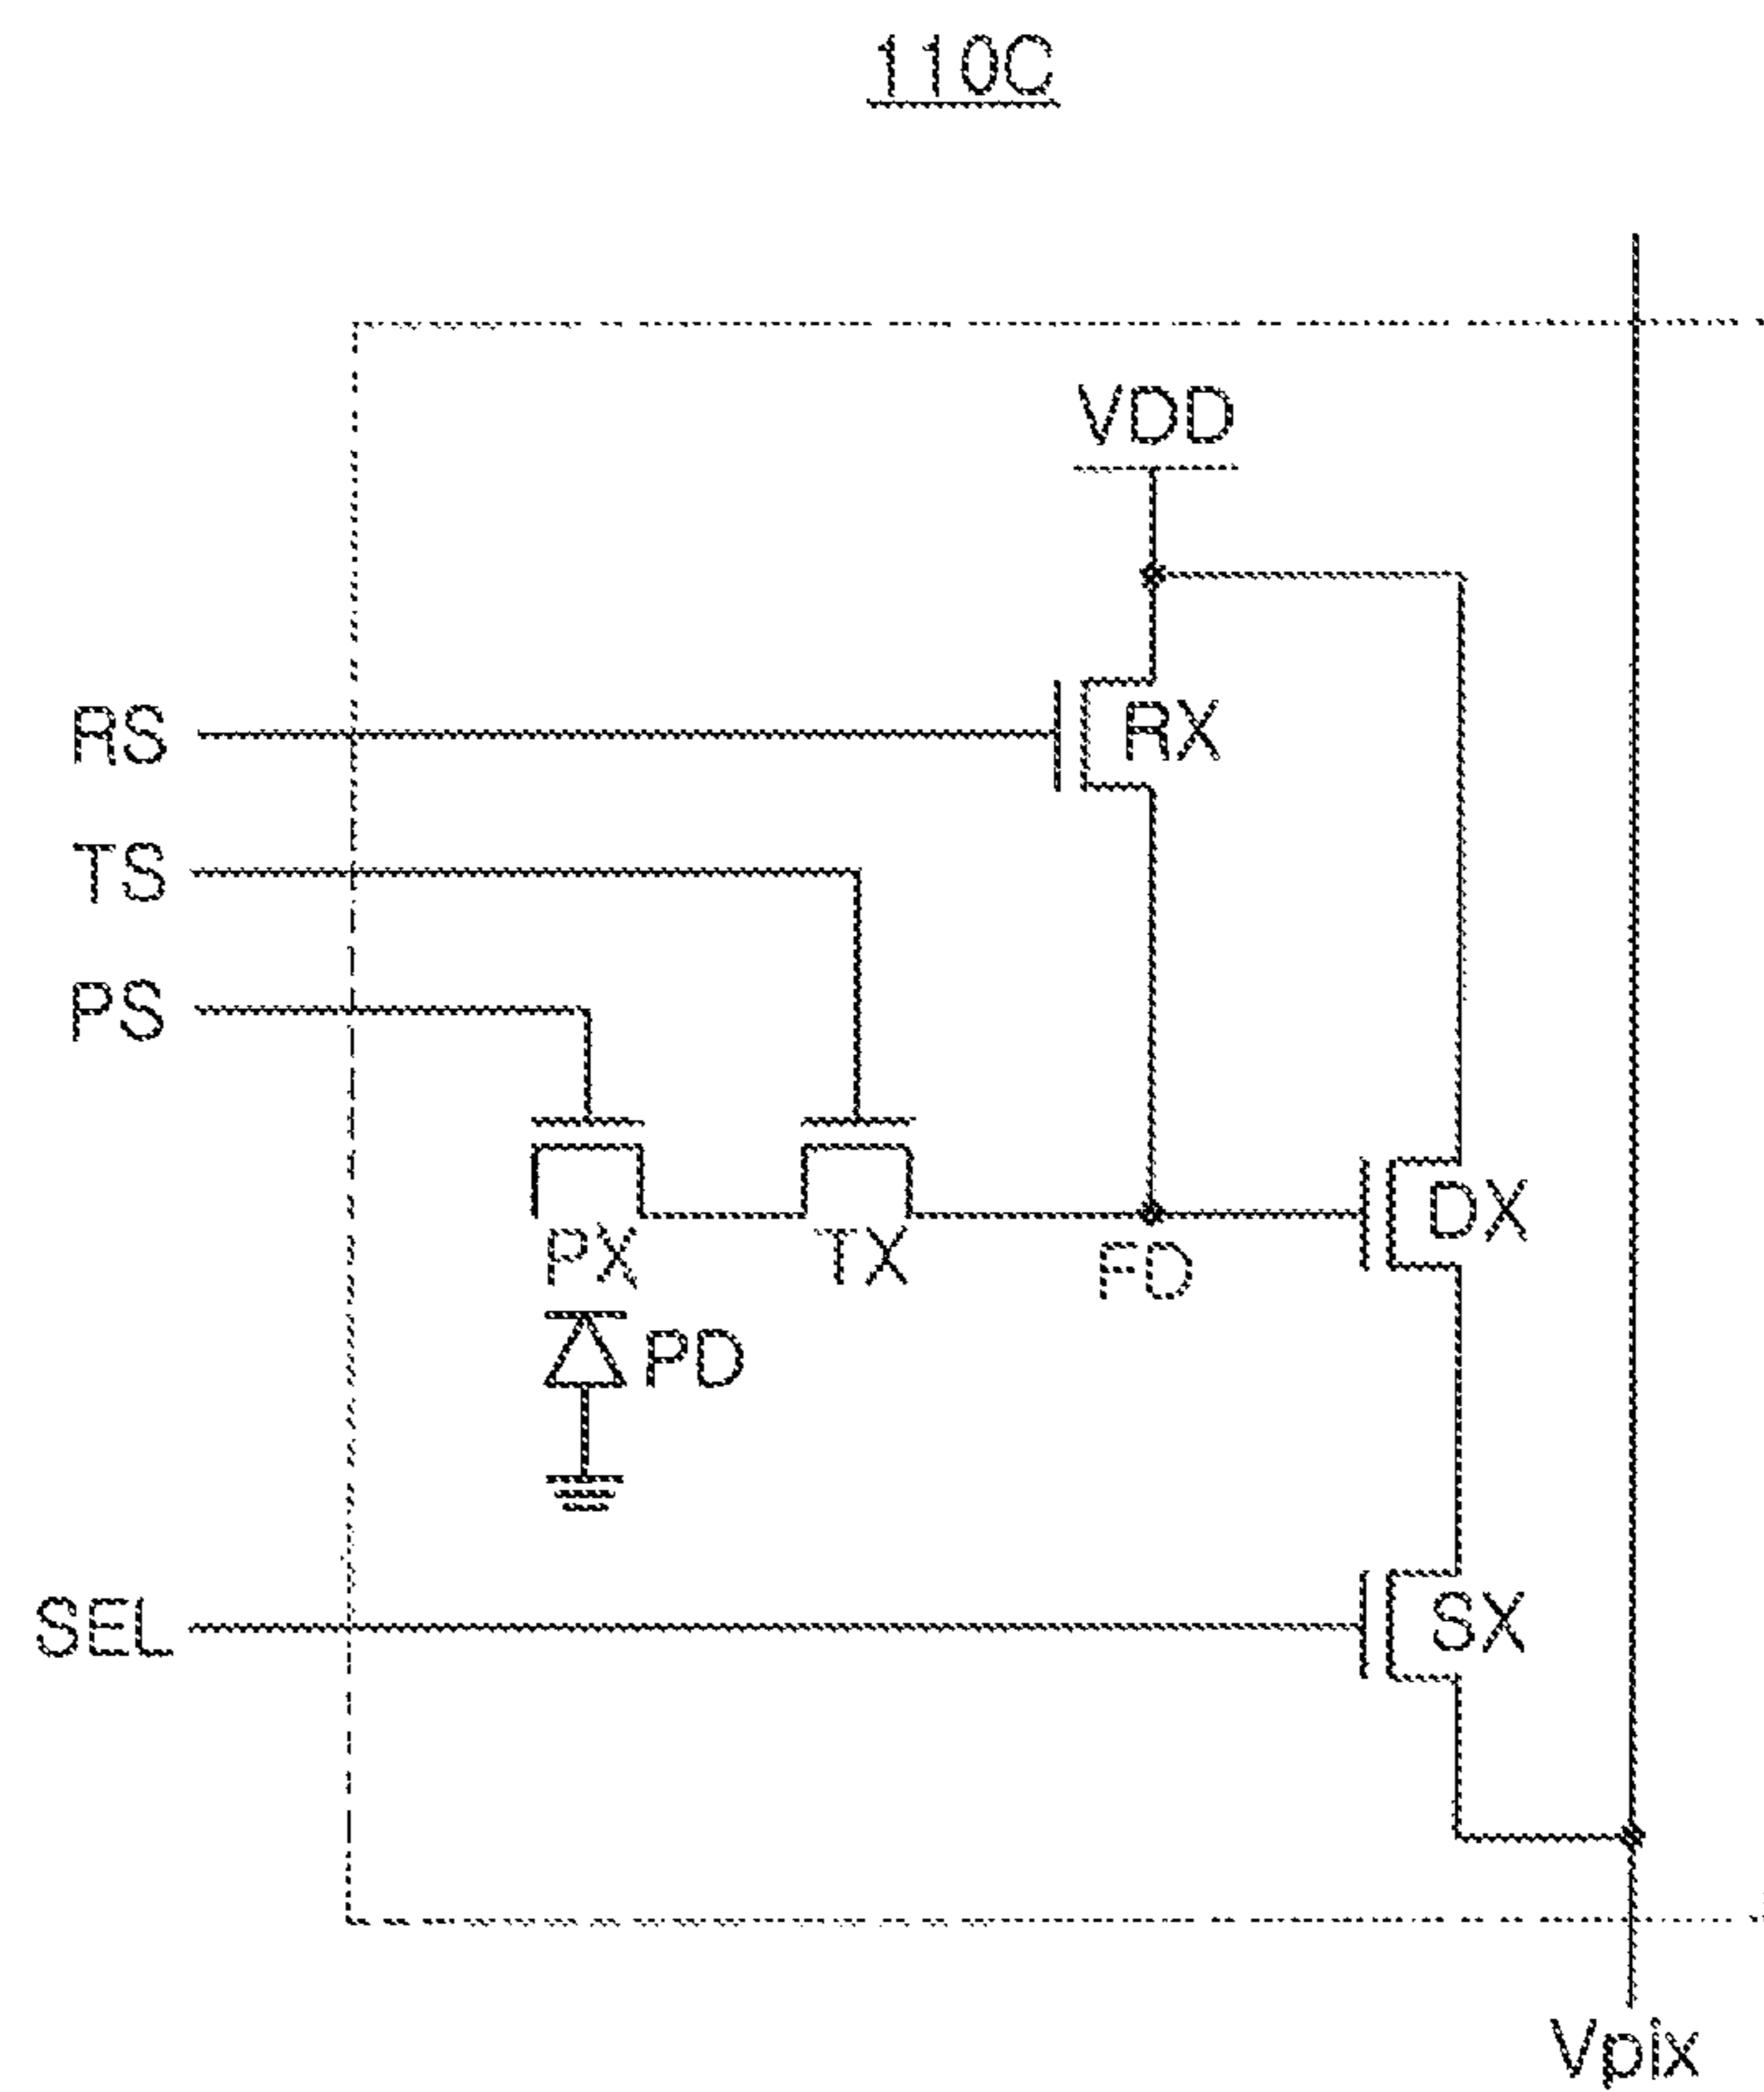 110C
VDD
RS
RX
TS
PS
PX
TX
FD
DX
PD
SEL
SX
Vpix